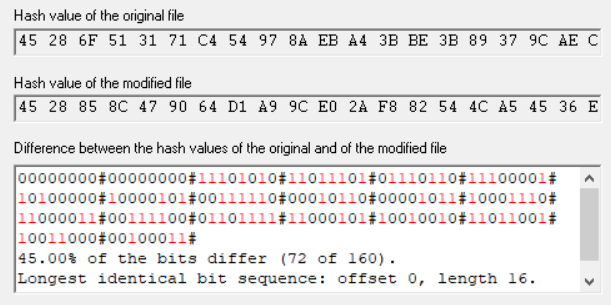 Hash value of the original file
45 28 6F 51 31 71 C4 54 97 8A EB A4 3B BE 3B 89 37 9C AE C
Hash value of the modified file
45 28 85 8C 47 90 64 D1 A9 9C E0 2A F8 82 54 4C A5 45 36 E
Difference between the hash values of the original and of the modified file
00000000#00000000#11101010#11011101#01110110#11100001#
10100000#10000101#00111110#00010110#00001011#10001110#
11000011#00111100#01101111#11000101#10010010#11011001#
10011000#00100011#
45.00% of the bits differ (72 of 160).
Longest identical bit sequence: offset 0, length 16.